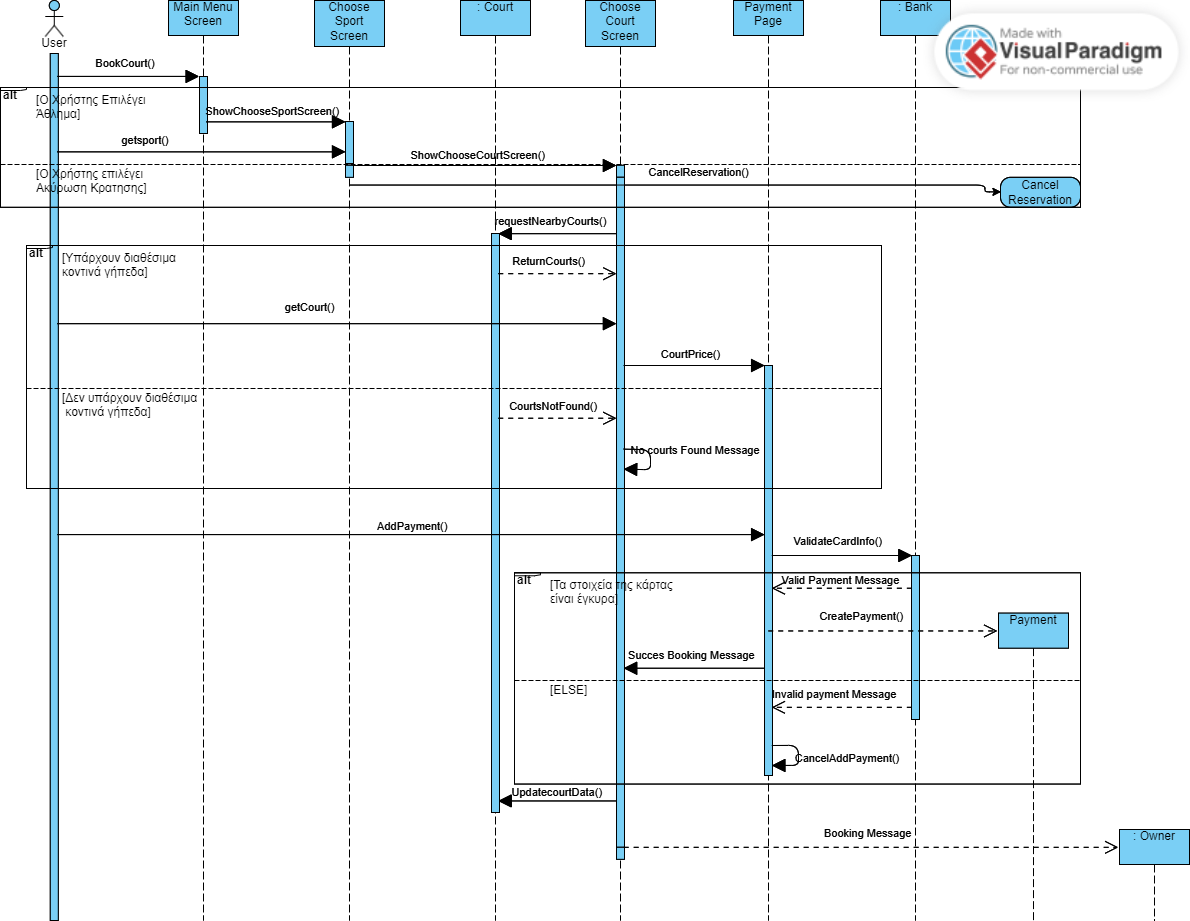 Main Menu
Screen
Choose
Sport
Screen
: Court
Choose
Court
Screen
Payment
Page
: Bank
User
Made with
VisualParadigm
For non-commercial use
BookCourt()
alt
[Ο Χρήστης Επιλέγει
Άθλημα]
ShowChooseSportScreen()
getsport()
ShowChooseCourtScreen()
[Ο Χρήστης επιλέγει
Ακύρωση Κρατησης]
CancelReservation()
Cancel
Reservation
requestNearbyCourts()
alt
[Υπάρχουν διαθέσιμα
κοντινά γήπεδα]
ReturnCourts()
getCourt()
CourtPrice()
[Δεν υπάρχουν διαθέσιμα
κοντινά γήπεδα]
CourtsNotFound()
No courts Found Message
AddPayment()
ValidateCardInfo()
alt
[Τα στοιχεία της κάρτας
είναι έγκυρα]
Valid Payment Message
CreatePayment()
Payment
Succes Booking Message
[ELSE]
Invalid payment Message
CancelAddPayment()
UpdatecourtData()
Booking Message
: Owner